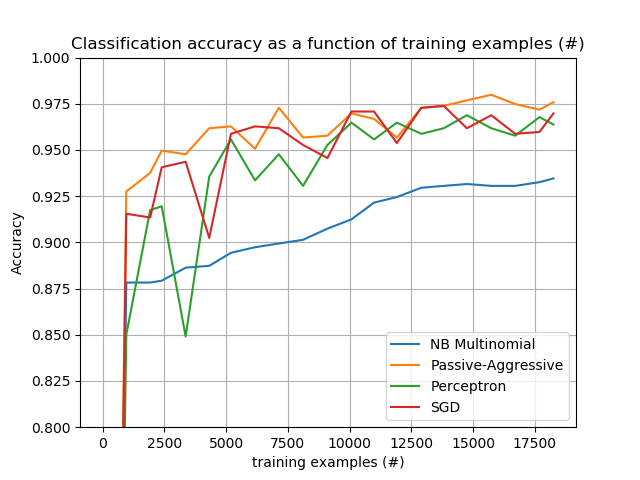 Classification accuracy as a function of training examples (#)
1.000
0.975
0.950
0.925
0.900
0.875
0.850
0.825
0.800
Accuracy
NB Multinomial
Passive-Aggressive
Perceptron
SGD
0 2500 5000 7500 10000 12500 15000 17500
training examples (#)